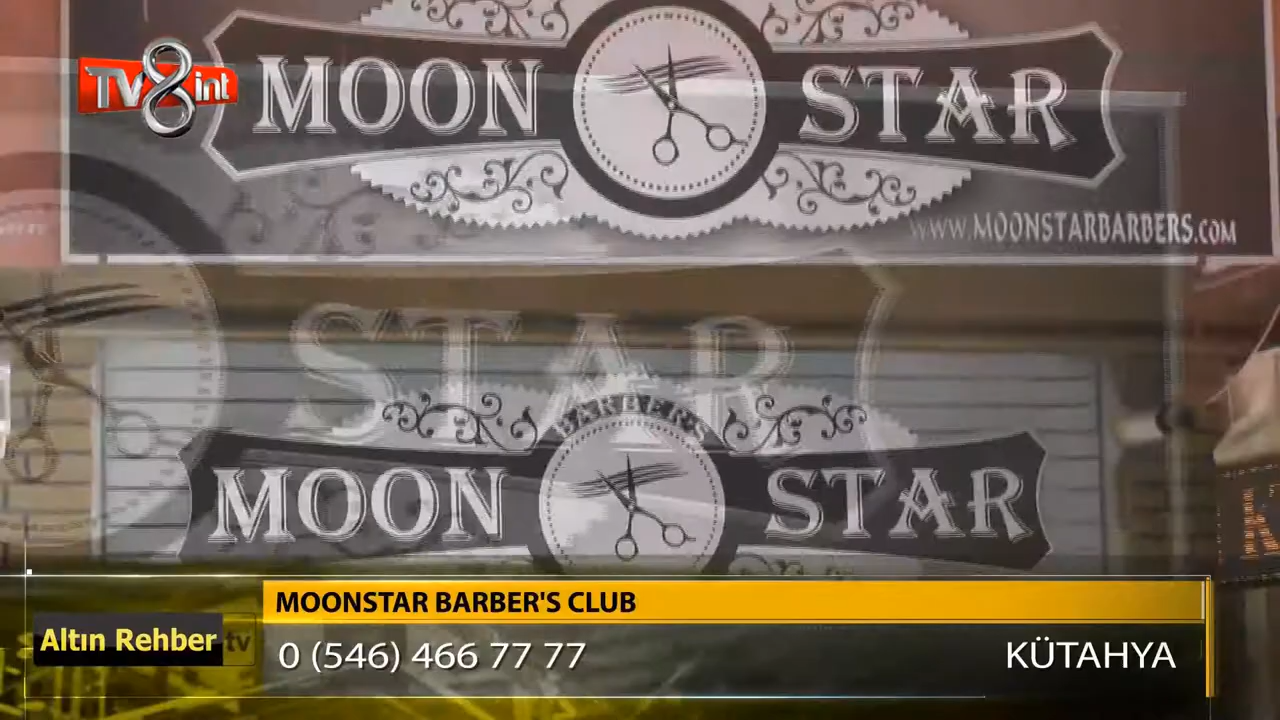 TV8int
MOON STAR
WWW.MOONSTARBARBERS.COM
STAR
BARBERS
MOON STAR
MOONSTAR BARBER'S CLUB
Altın Rehber tv
0 (546) 466 77 77
KÜTAHYA